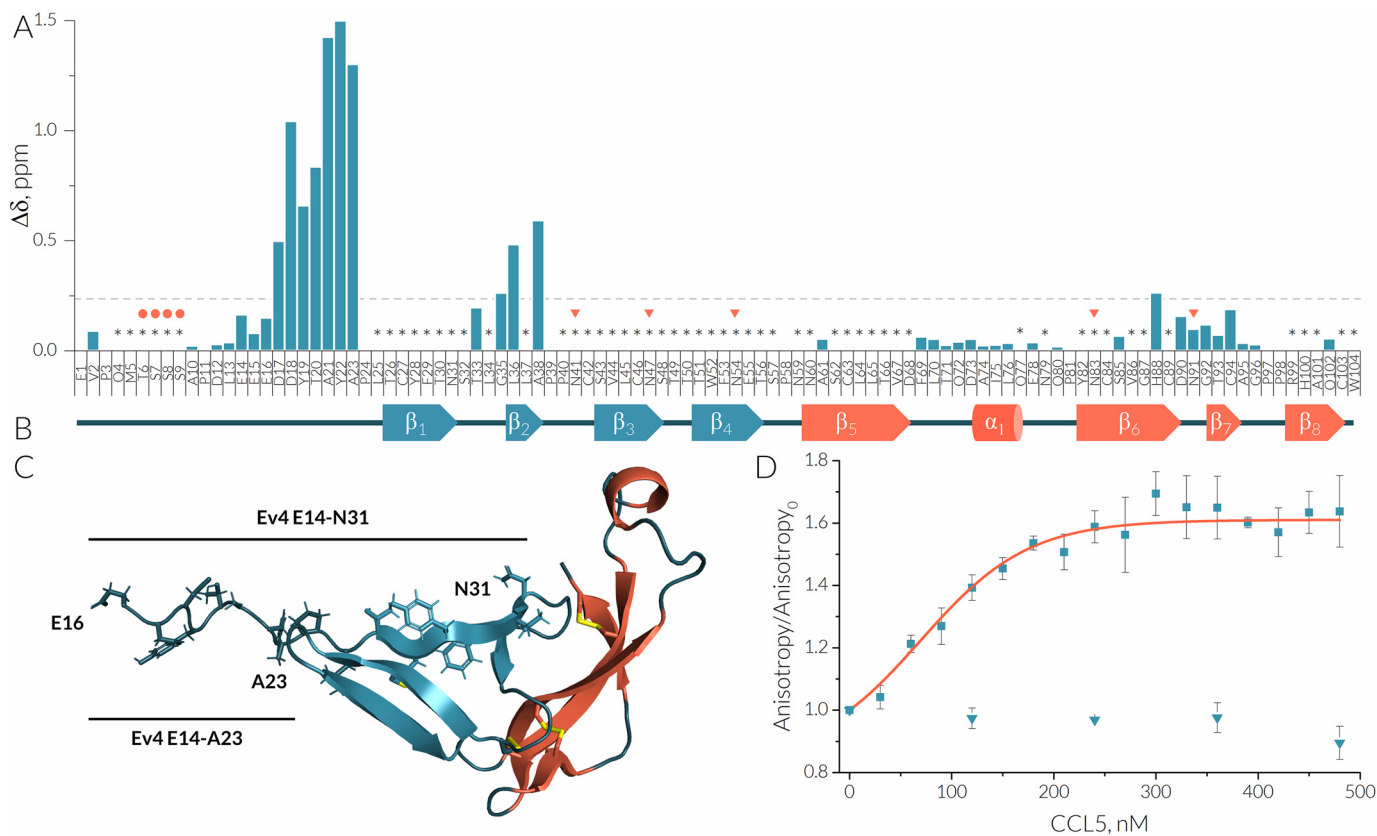 A
1.5
1.0
0.5
0.0
Δδ, ppm
E1 V2 P3 Q4 M5 T6 S7 S8 S9 A10 P11 D12 L13 E14 E15 E16 D17 D18 Y19 T20 A21 Y22 A23 P24 L25 T26 C27 Y28 F29 T30 N31 S32 T33 L34 G35 L36 L37 A38 P39 P40 N41 C42 S43 V44 L45 C46 N47 S48 T49 T50 T51 W52 F53 N54 E55 T56 S57 P58 N59 N60 A61 S62 C63 L64 L65 T66 V67 D68 F69 L70 T71 Q72 D73 A74 I75 L76 Q77 E78 N79 Q80 P81 Y82 N83 C84 S85 V86 G87 H88 C89 D90 N91 G92 T93 C94 A95 G96 P97 P98 R99 H100 A101 Q102 C103 W104
B
β1 β2 β3 β4 β5 α1 β6 β7 β8
C
Ev4 E14-N31
N31
E16
A23
Ev4 E14-A23
D
1.8
1.6
1.4
1.2
1.0
0.8
Anisotropy/Anisotropy0
0 100 200 300 400 500
CCL5, nM